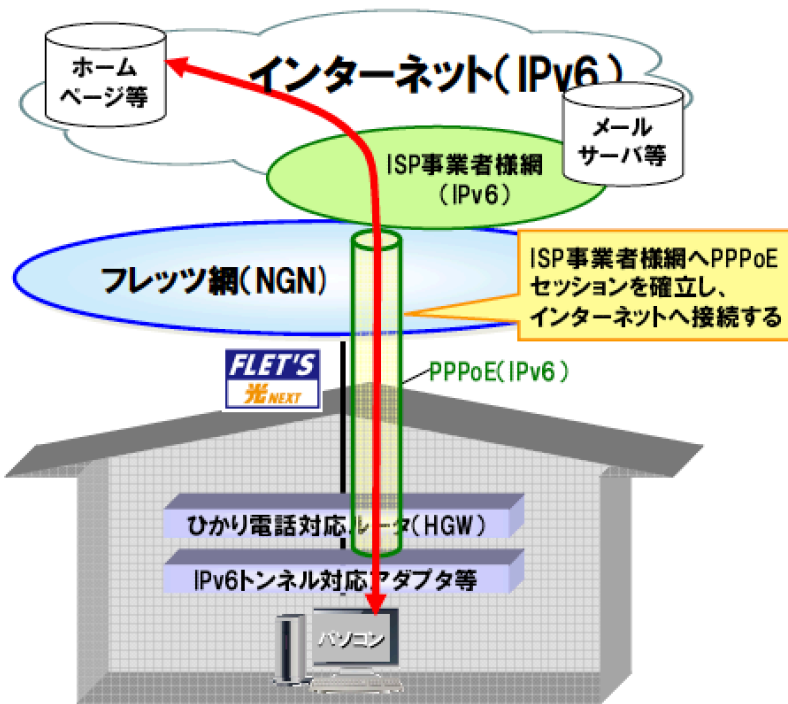 ホーム
ページ等
インターネット(IPv6)
メール
サーバ等
ISP事業者様網
(IPv6)
フレッツ網(NGN)
ISP事業者様網へPPPoE
セッションを確立し、
インターネットへ接続する
FLET'S
光NEXT
PPPoE(IPv6)
ひかり電話対応ルータ(HGW)
IPv6トンネル対応アダプタ等
パソコン